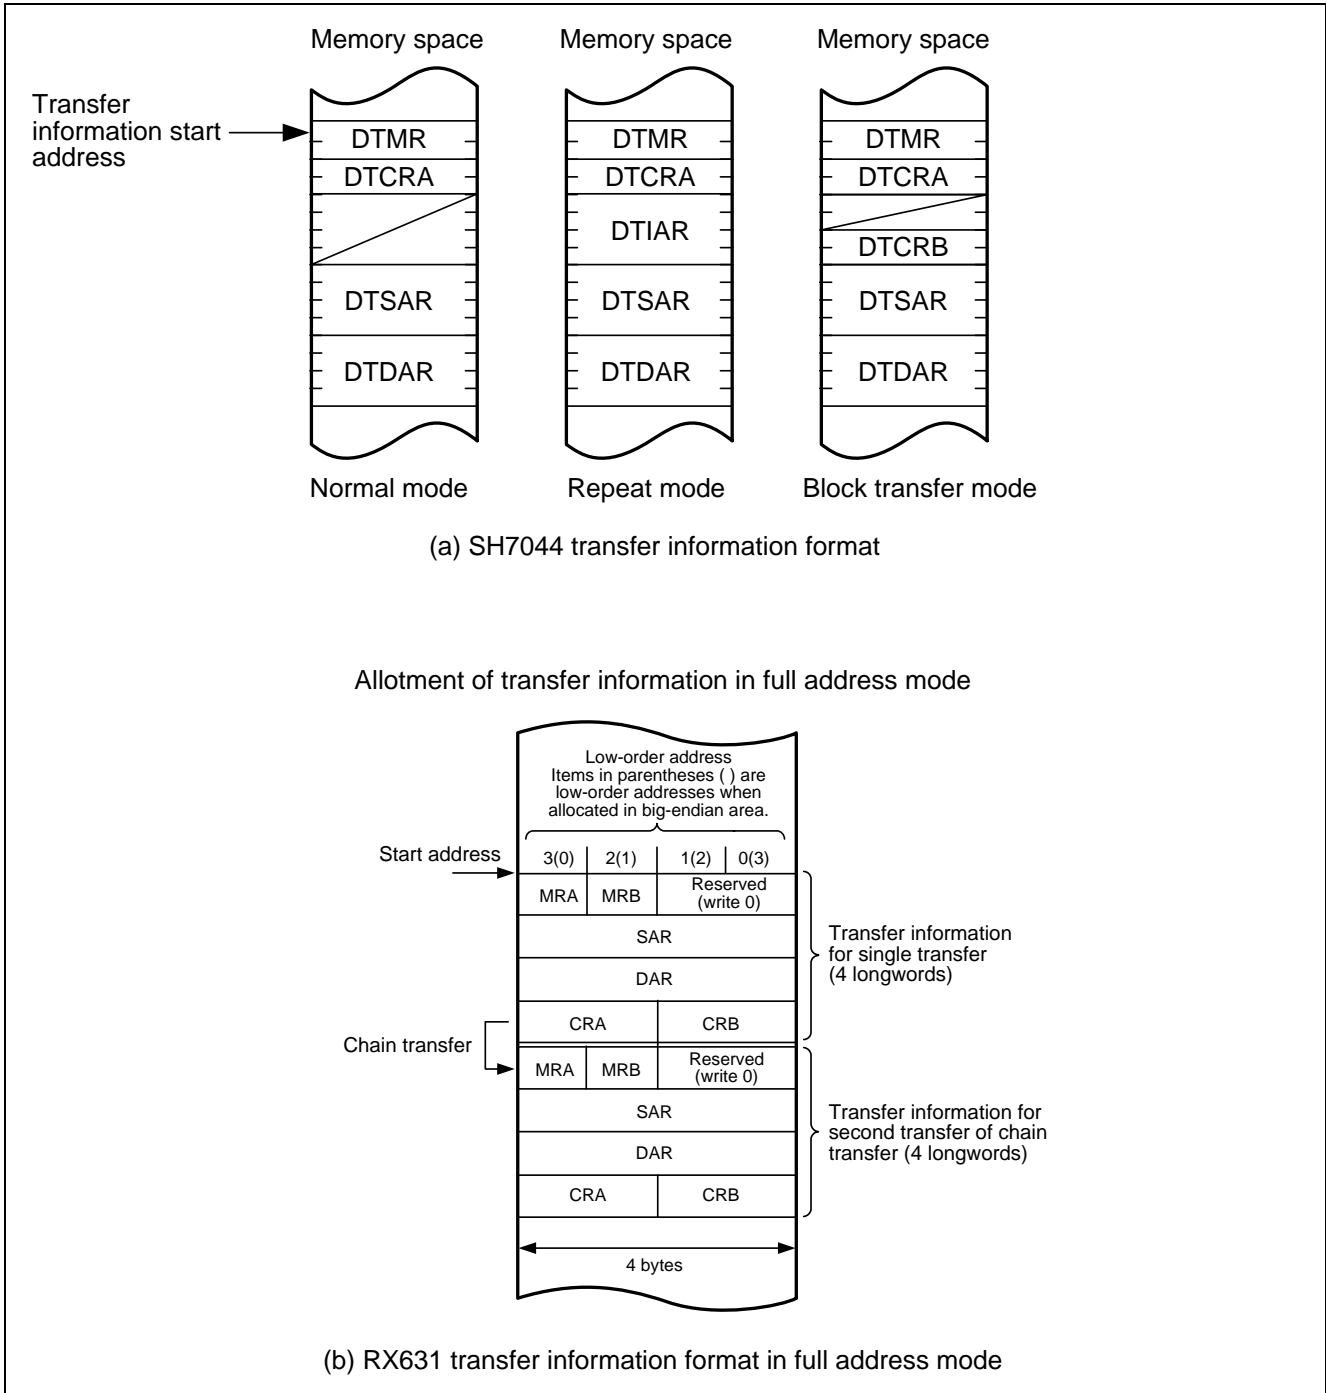 Memory space
Memory space
Memory space
Transfer
information start
address
DTMR
DTCRA
DTSAR
DTDAR
Normal mode
DTMR
DTCRA
DTIAR
DTSAR
DTDAR
Repeat mode
DTMR
DTCRA
DTCRB
DTSAR
DTDAR
Block transfer mode
(a) SH7044 transfer information format
Allotment of transfer information in full address mode
Low-order address
Items in parentheses ( ) are
low-order addresses when
allocated in big-endian area.
Start address
3(0) 2(1) 1(2) 0(3)
MRA MRB Reserved
(write 0)
SAR
DAR
CRA CRB
Transfer information
for single transfer
(4 longwords)
Chain transfer
MRA MRB Reserved
(write 0)
SAR
DAR
CRA CRB
Transfer information for
second transfer of chain
transfer (4 longwords)
4 bytes
(b) RX631 transfer information format in full address mode